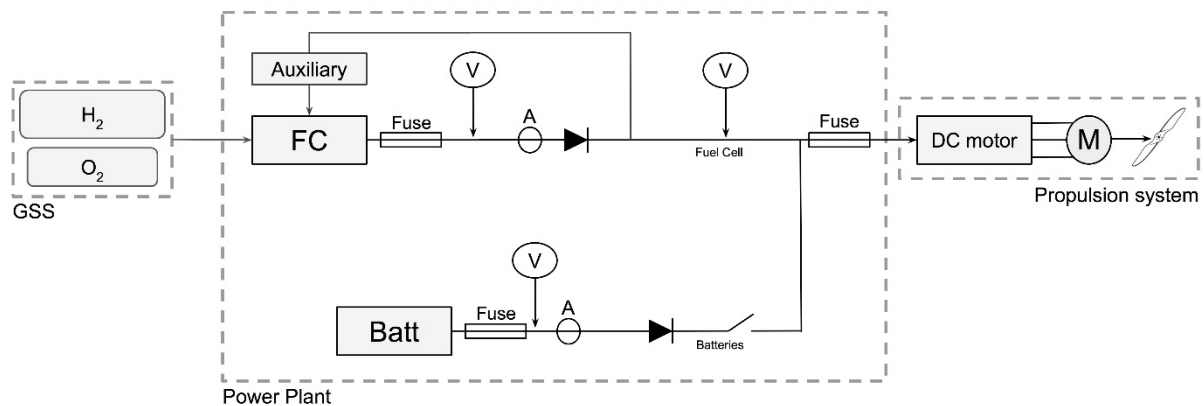 Auxiliary
V
V
H2
Fuse
A
Fuse
FC
DC motor
M
O2
Fuel Cell
GSS
Propulsion system
V
Fuse
A
Batt
Batteries
Power Plant